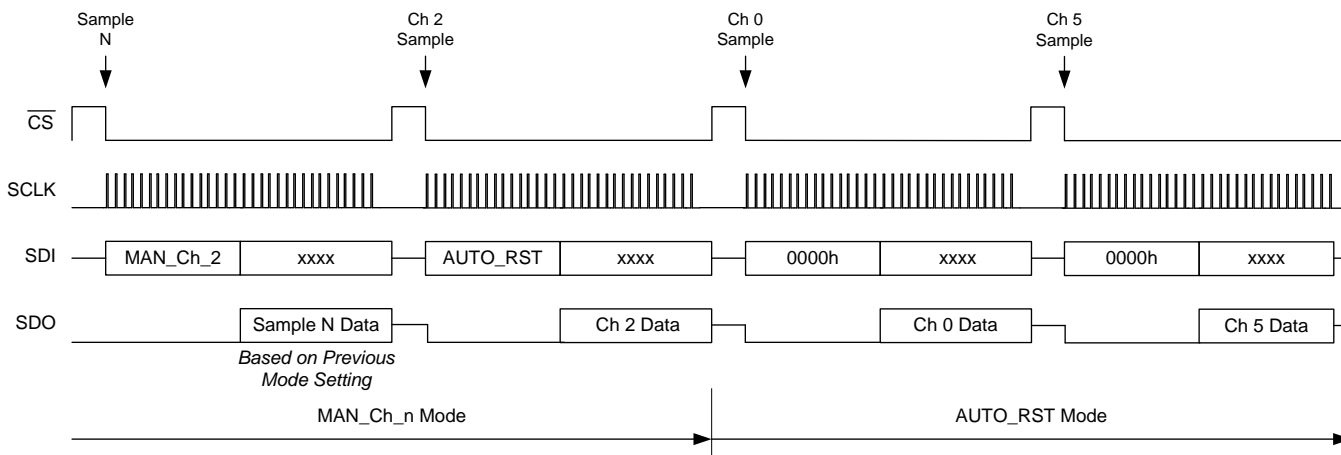 Sample
N
Ch 2
Sample
Ch 0
Sample
Ch 5
Sample
CS
SCLK
SDI
MAN_Ch_2
xxxx
AUTO_RST
xxxx
0000h
xxxx
0000h
xxxx
SDO
Sample N Data
Ch 2 Data
Ch 0 Data
Ch 5 Data
Based on Previous
Mode Setting
MAN_Ch_n Mode
AUTO_RST Mode